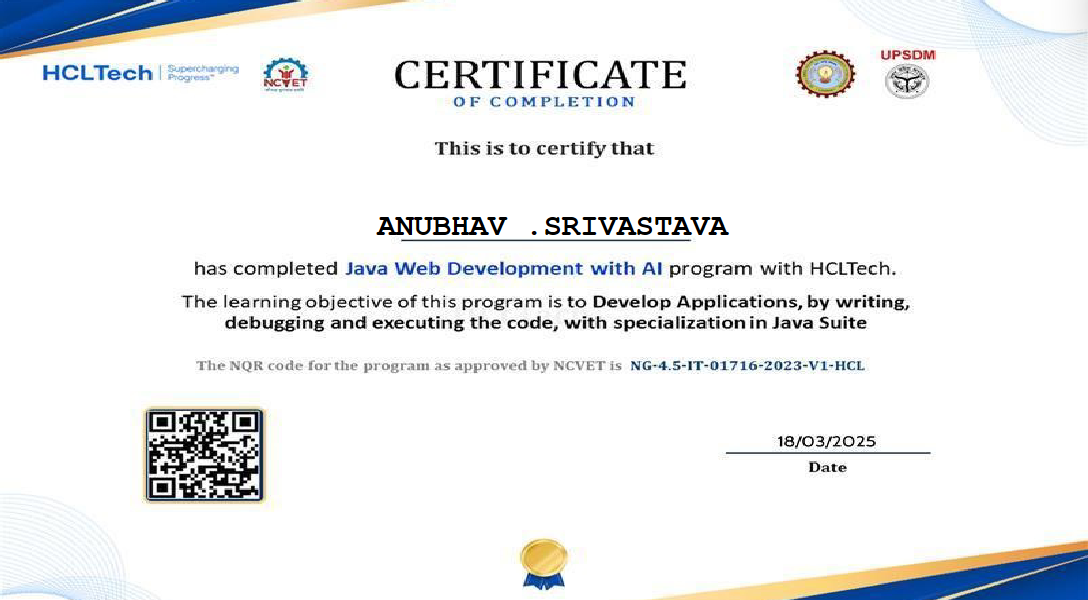 HCLTech | Supercharging Progress™
NCVET
CERTIFICATE
OF COMPLETION
UPSDM
This is to certify that
ANUBHAV .SRIVASTAVA
has completed Java Web Development with AI program with HCLTech.
The learning objective of this program is to Develop Applications, by writing,
debugging and executing the code, with specialization in Java Suite
The NQR code for the program as approved by NCVET is NG-4.5-IT-01716-2023-V1-HCL
18/03/2025
Date